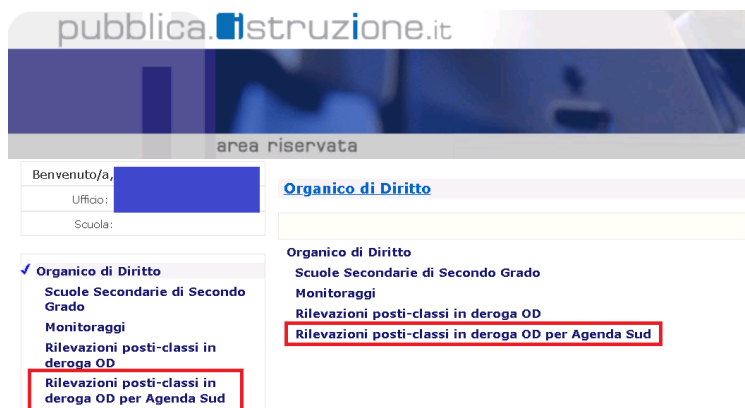 pubblica.istruzione.it
area riservata
Benvenuto/a,
Ufficio:
Scuola:
Organico di Diritto
Scuole Secondarie di Secondo
Grado
Monitoraggi
Rilevazioni posti-classi in
deroga OD
Rilevazioni posti-classi in
deroga OD per Agenda Sud
Organico di Diritto
Organico di Diritto
Scuole Secondarie di Secondo Grado
Monitoraggi
Rilevazioni posti-classi in deroga OD
Rilevazioni posti-classi in deroga OD per Agenda Sud